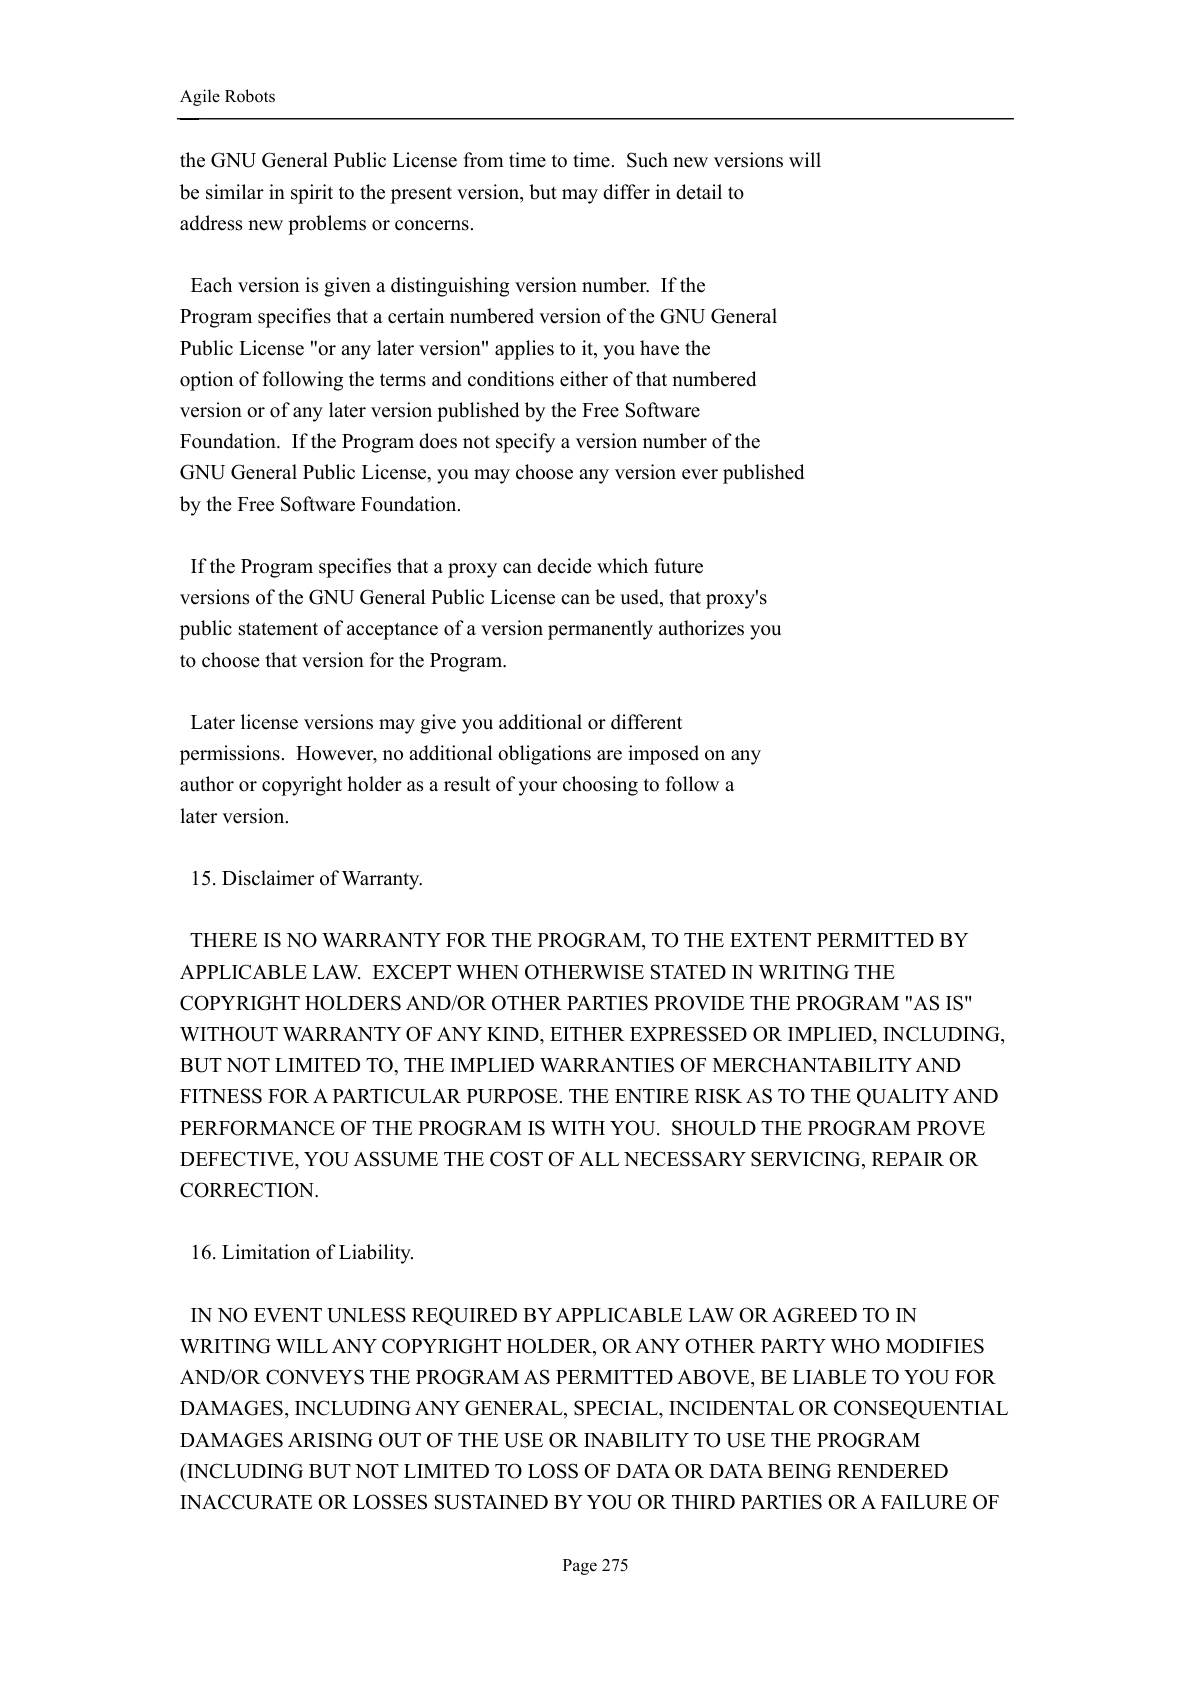 Agile Robots
the GNU General Public License from time to time.  Such new versions will
be similar in spirit to the present version, but may differ in detail to
address new problems or concerns.
Each version is given a distinguishing version number.  If the
Program specifies that a certain numbered version of the GNU General
Public License "or any later version" applies to it, you have the
option of following the terms and conditions either of that numbered
version or of any later version published by the Free Software
Foundation.  If the Program does not specify a version number of the
GNU General Public License, you may choose any version ever published
by the Free Software Foundation.
If the Program specifies that a proxy can decide which future
versions of the GNU General Public License can be used, that proxy's
public statement of acceptance of a version permanently authorizes you
to choose that version for the Program.
Later license versions may give you additional or different
permissions.  However, no additional obligations are imposed on any
author or copyright holder as a result of your choosing to follow a
later version.
15. Disclaimer of Warranty.
THERE IS NO WARRANTY FOR THE PROGRAM, TO THE EXTENT PERMITTED BY
APPLICABLE LAW.  EXCEPT WHEN OTHERWISE STATED IN WRITING THE
COPYRIGHT HOLDERS AND/OR OTHER PARTIES PROVIDE THE PROGRAM "AS IS"
WITHOUT WARRANTY OF ANY KIND, EITHER EXPRESSED OR IMPLIED, INCLUDING,
BUT NOT LIMITED TO, THE IMPLIED WARRANTIES OF MERCHANTABILITY AND
FITNESS FOR A PARTICULAR PURPOSE. THE ENTIRE RISK AS TO THE QUALITY AND
PERFORMANCE OF THE PROGRAM IS WITH YOU.  SHOULD THE PROGRAM PROVE
DEFECTIVE, YOU ASSUME THE COST OF ALL NECESSARY SERVICING, REPAIR OR
CORRECTION.
16. Limitation of Liability.
IN NO EVENT UNLESS REQUIRED BY APPLICABLE LAW OR AGREED TO IN
WRITING WILL ANY COPYRIGHT HOLDER, OR ANY OTHER PARTY WHO MODIFIES
AND/OR CONVEYS THE PROGRAM AS PERMITTED ABOVE, BE LIABLE TO YOU FOR
DAMAGES, INCLUDING ANY GENERAL, SPECIAL, INCIDENTAL OR CONSEQUENTIAL
DAMAGES ARISING OUT OF THE USE OR INABILITY TO USE THE PROGRAM
(INCLUDING BUT NOT LIMITED TO LOSS OF DATA OR DATA BEING RENDERED
INACCURATE OR LOSSES SUSTAINED BY YOU OR THIRD PARTIES OR A FAILURE OF
Page 275